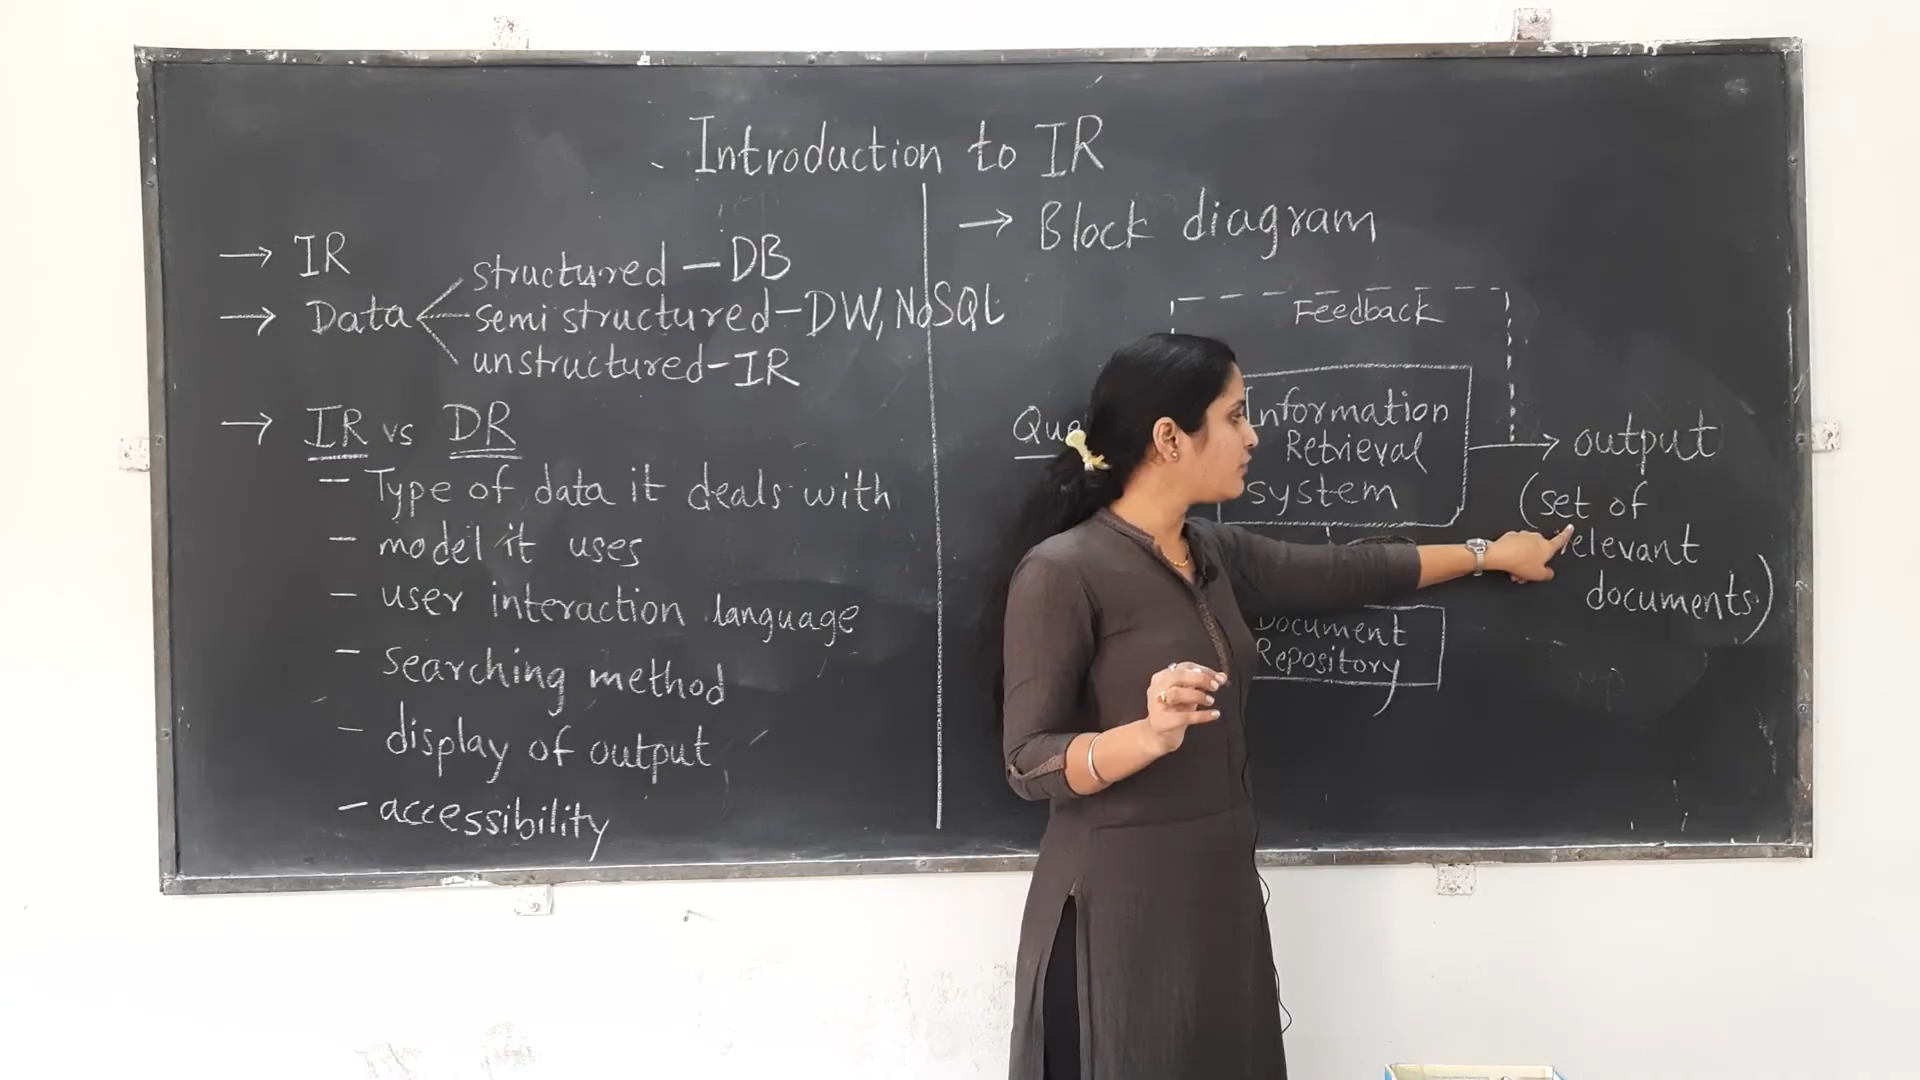 Introduction to IR
→ IR
→ Data
structured - DB
semi structured - DW, NoSQL
unstructured - IR
→ IR vs DR
- Type of data it deals with
- model it uses
- user interaction language
- searching method
- display of output
- accessibility
→ Block diagram
Feedback
Information
Retrieval
system
→ output
(set of
relevant
documents)
Document
Repository